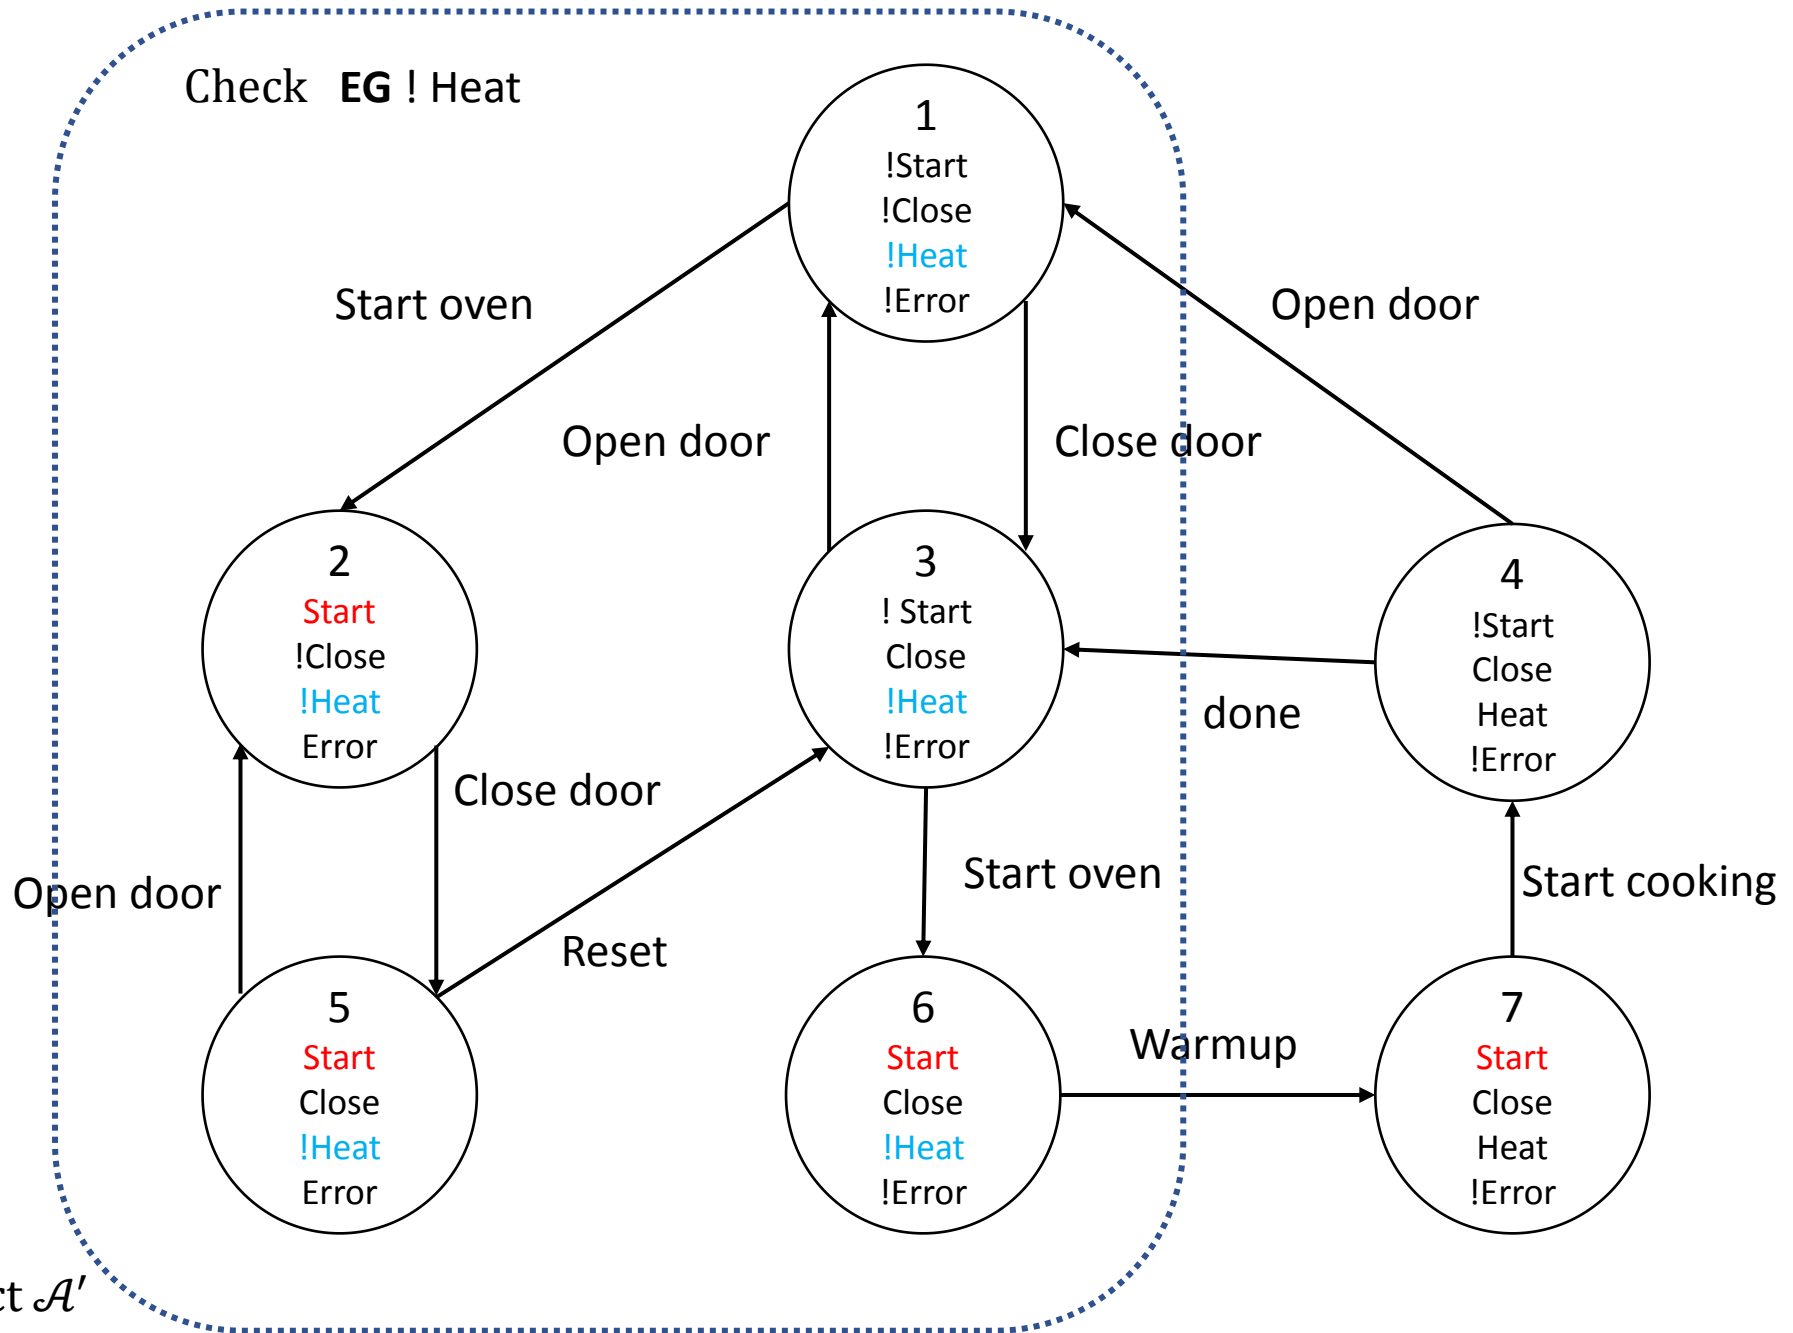 Check EG ! Heat
1
!Start
!Close
!Heat
!Error
Start oven
Open door
Open door
Close door
2
Start
!Close
!Heat
Error
3
! Start
Close
!Heat
!Error
4
!Start
Close
Heat
!Error
done
Close door
Open door
Start oven
Start cooking
Reset
5
Start
Close
!Heat
Error
6
Start
Close
!Heat
!Error
Warmup
7
Start
Close
Heat
!Error
ct 𝒜′